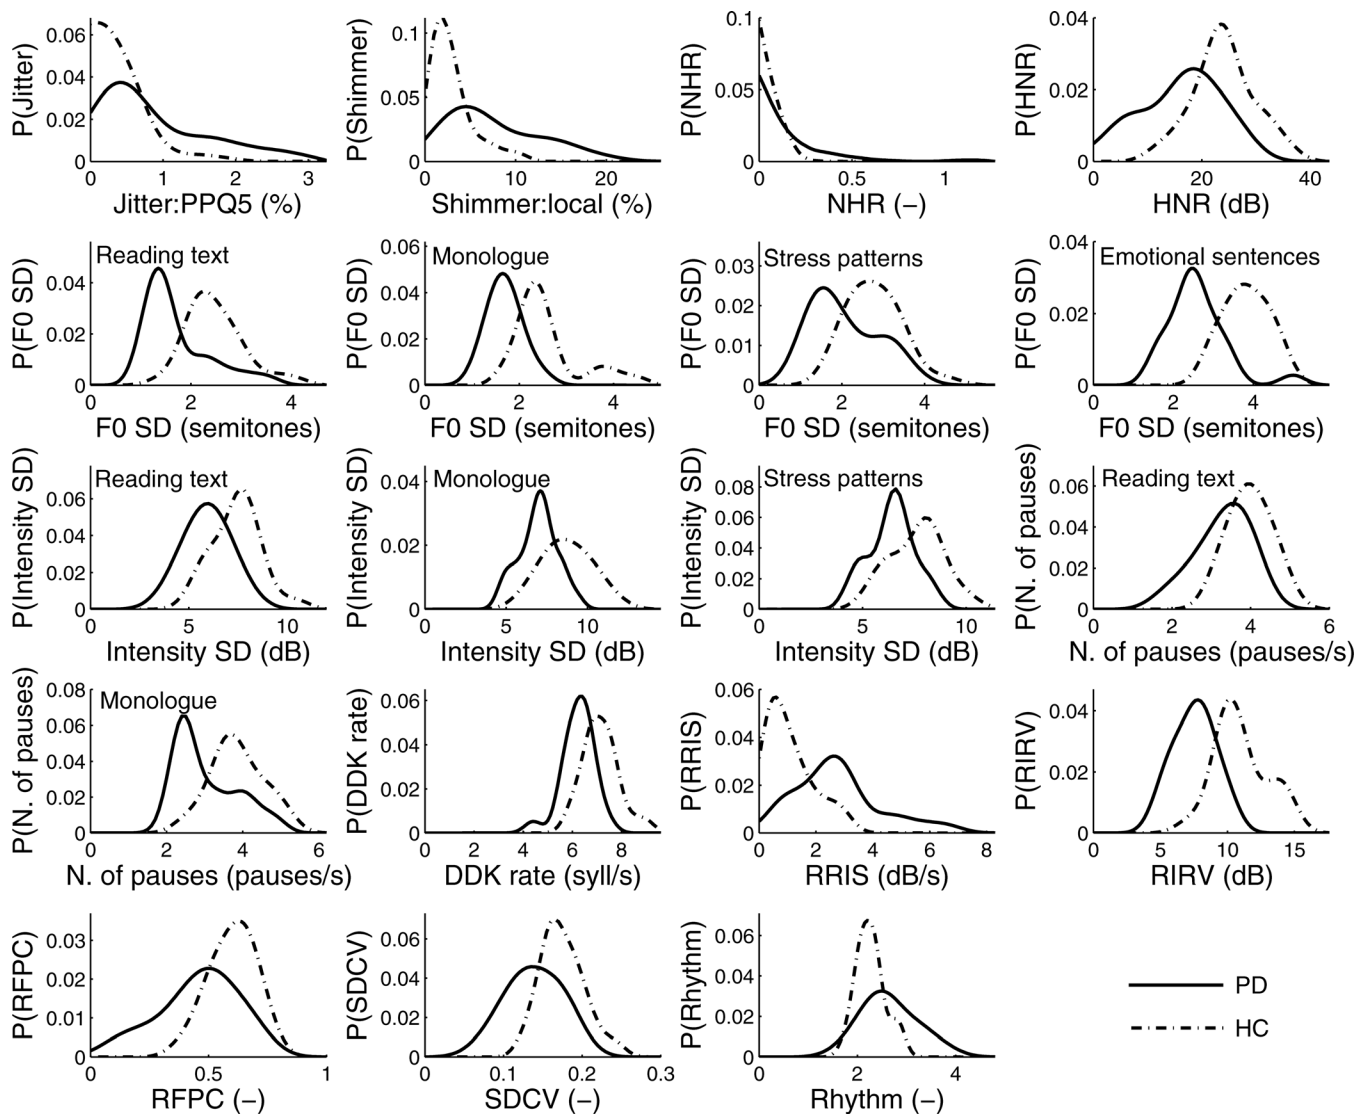 P(Jitter)
0.06
0.04
0.02
0
0 1 2 3
Jitter:PPQ5 (%)
P(Shimmer)
0.1
0.05
0
0 10 20
Shimmer:local (%)
P(NHR)
0.1
0.05
0
0 0.5 1
NHR (–)
P(HNR)
0.04
0.02
0
0 20 40
HNR (dB)
Reading text
P(F0 SD)
0.04
0.02
0
0 2 4
F0 SD (semitones)
Monologue
P(F0 SD)
0.06
0.04
0.02
0
0 2 4
F0 SD (semitones)
Stress patterns
P(F0 SD)
0.03
0.02
0.01
0
0 2 4
F0 SD (semitones)
Emotional sentences
P(F0 SD)
0.04
0.02
0
0 2 4
F0 SD (semitones)
Reading text
P(Intensity SD)
0.06
0.04
0.02
0
0 5 10
Intensity SD (dB)
Monologue
P(Intensity SD)
0.04
0.02
0
0 5 10
Intensity SD (dB)
Stress patterns
P(Intensity SD)
0.08
0.06
0.04
0.02
0
0 5 10
Intensity SD (dB)
Reading text
P(N. of pauses)
0.06
0.04
0.02
0
0 2 4 6
N. of pauses (pauses/s)
Monologue
P(N. of pauses)
0.08
0.06
0.04
0.02
0
0 2 4 6
N. of pauses (pauses/s)
P(DDK rate)
0.06
0.04
0.02
0
0 2 4 6 8
DDK rate (syll/s)
P(RRIS)
0.06
0.04
0.02
0
0 2 4 6 8
RRIS (dB/s)
P(RIRV)
0.04
0.02
0
0 5 10 15
RIRV (dB)
P(RFPC)
0.03
0.02
0.01
0
0 0.5 1
RFPC (–)
P(SDCV)
0.06
0.04
0.02
0
0 0.1 0.2 0.3
SDCV (–)
P(Rhythm)
0.06
0.04
0.02
0
0 2 4
Rhythm (–)
PD
HC